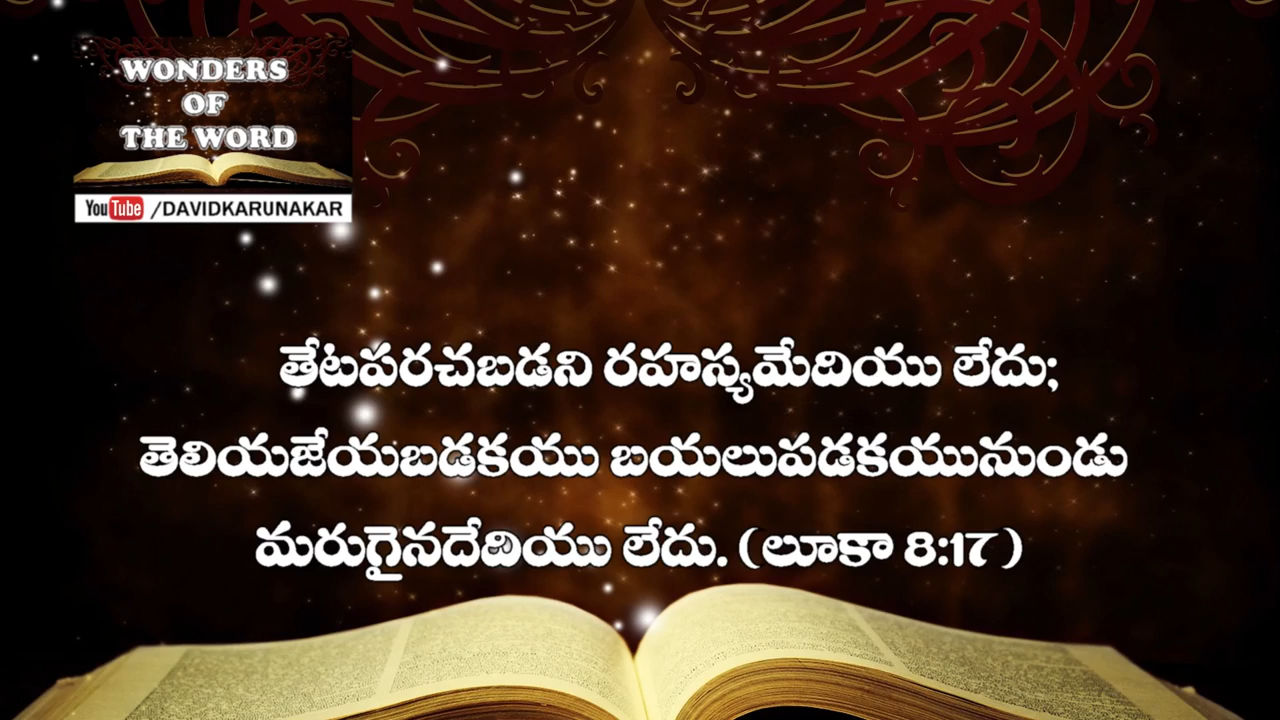 WONDERS
OF
THE WORD
YouTube /DAVIDKARUNAKAR
తేటపరచబడని రహస్యమేదియు లేదు;
తెలియజేయబడకయు బయలుపడకయునుండు
మరుగైనదేదియు లేదు. (లూకా 8:17)